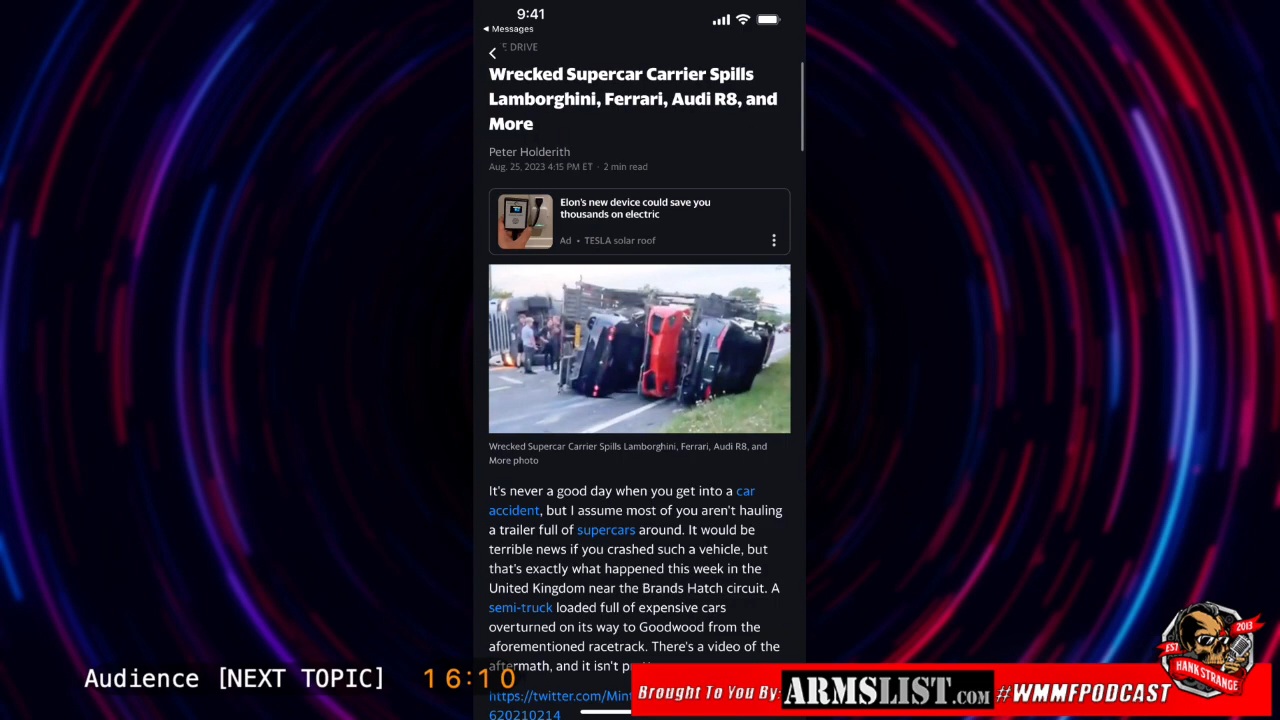 9:41
Messages
E DRIVE
Wrecked Supercar Carrier Spills
Lamborghini, Ferrari, Audi R8, and
More
Peter Holderith
Aug. 25, 2023 4:15 PM ET · 2 min read
Elon's new device could save you
thousands on electric
Ad • TESLA solar roof
Wrecked Supercar Carrier Spills Lamborghini, Ferrari, Audi R8, and
More photo
It's never a good day when you get into a car
accident, but I assume most of you aren't hauling
a trailer full of supercars around. It would be
terrible news if you crashed such a vehicle, but
that's exactly what happened this week in the
United Kingdom near the Brands Hatch circuit. A
semi-truck loaded full of expensive cars
overturned on its way to Goodwood from the
aforementioned racetrack. There's a video of the
aftermath, and it isn't
https://twitter.com/Min
620210214
Audience [NEXT TOPIC] 16:10
Brought To You By: ARMSLIST.COM #WMMFPODCAST
EST 2013
HANK STRANGE